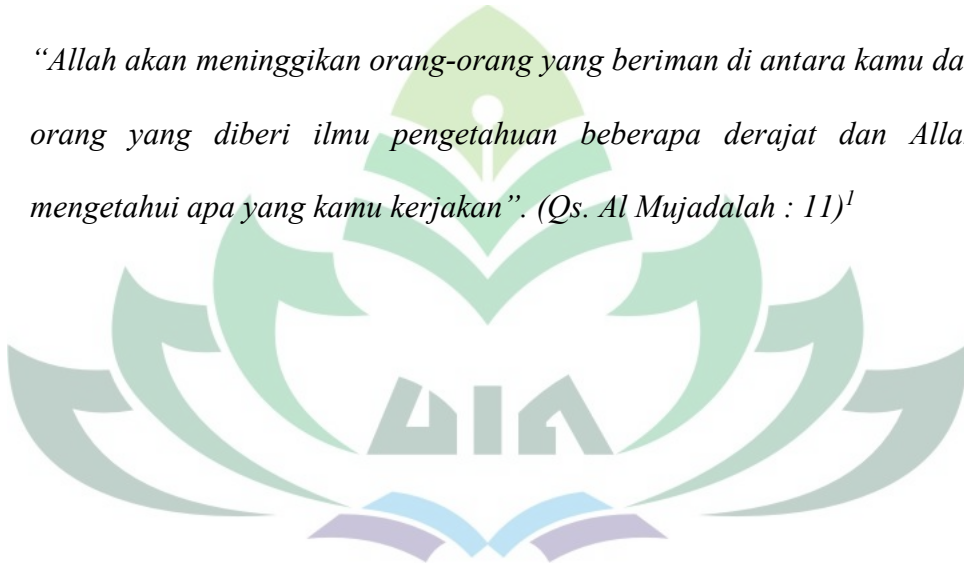 “Allah akan meninggikan orang-orang yang beriman di antara kamu da
orang yang diberi ilmu pengetahuan beberapa derajat dan Alla
mengetahui apa yang kamu kerjakan”. (Qs. Al Mujadalah : 11)1
UIN